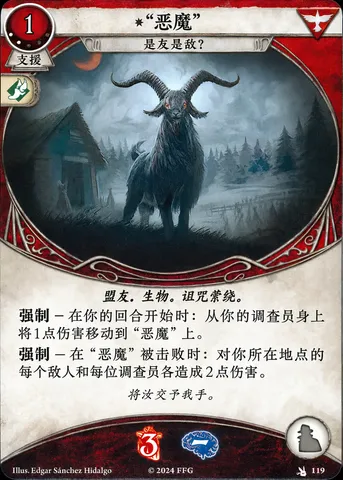 1
✷“恶魔”
是友是敌?
支援
盟友. 生物. 诅咒萦绕.
强制 – 在你的回合开始时: 从你的调查员身上
将1点伤害移动到“恶魔”上。
强制 – 在“恶魔”被击败时: 对你所在地点的
每个敌人和每位调查员各造成2点伤害。
将汝交予我手。
3
–
Illus. Edgar Sánchez Hidalgo
© 2024 FFG
119